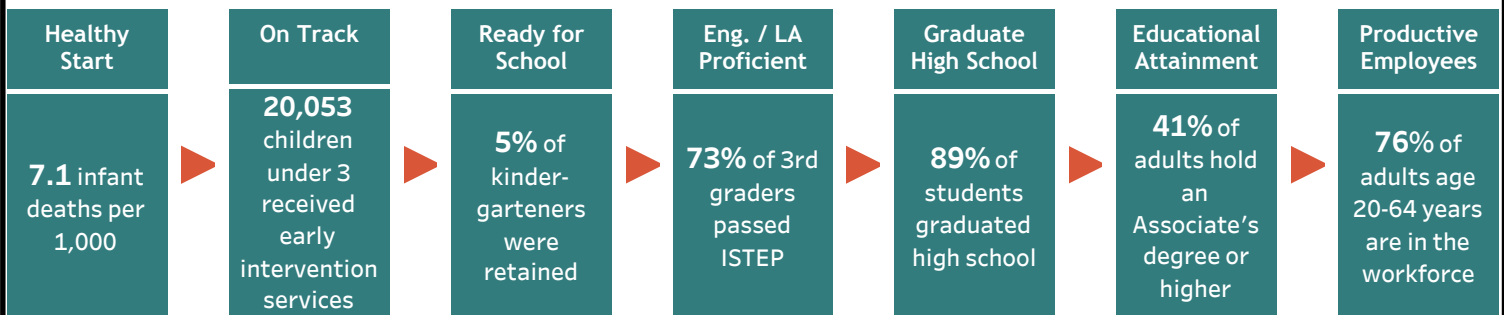 Healthy
Start
7.1 infant
deaths per
1,000
On Track
20,053
children
under 3
received
early
intervention
services
Ready for
School
5% of
kinder-
garteners
were
retained
Eng. / LA
Proficient
73% of 3rd
graders
passed
ISTEP
Graduate
High School
89% of
students
graduated
high school
Educational
Attainment
41% of
adults hold
an
Associate's
degree or
higher
Productive
Employees
76% of
adults age
20-64 years
are in the
workforce